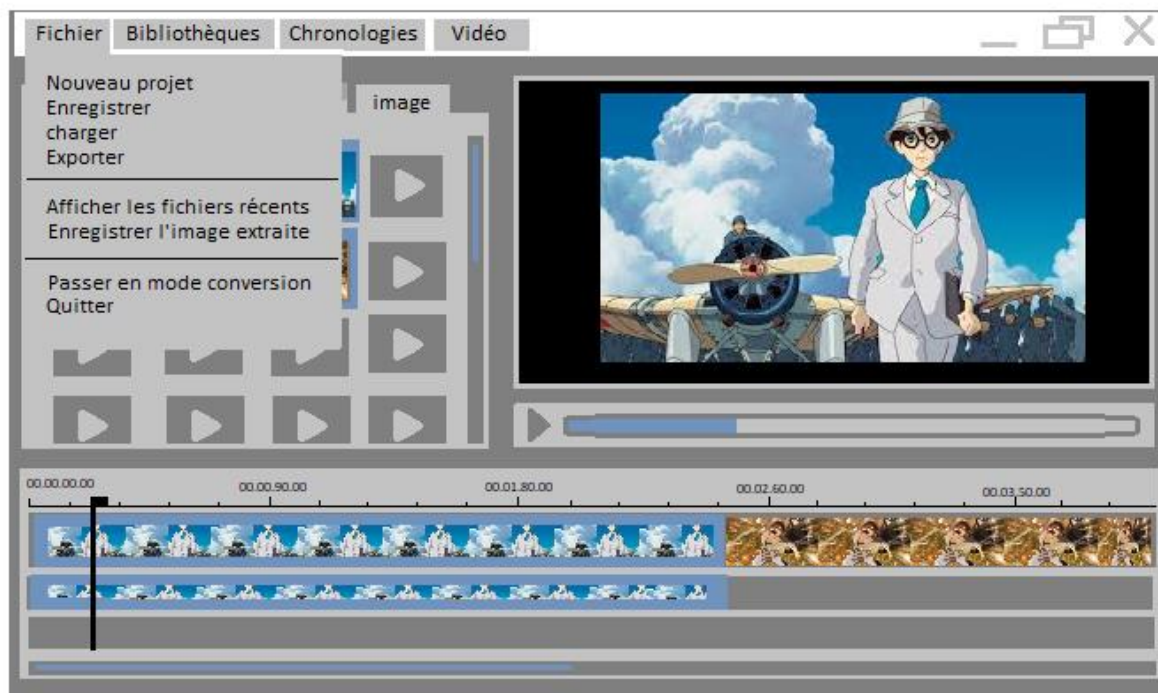 Fichier Bibliothèques Chronologies Vidéo
Nouveau projet
Enregistrer
charger
Exporter
Afficher les fichiers récents
Enregistrer l'image extraite
Passer en mode conversion
Quitter
image
00.00.00.00 00.00.90.00 00.01.80.00 00.02.60.00 00.03.50.00